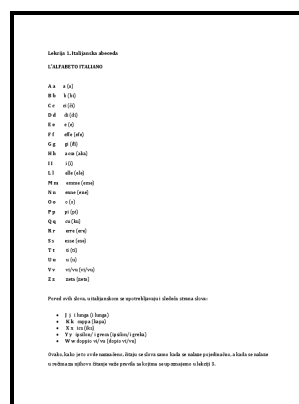 Lekcija 1. Italijanska abeceda
L'ALFABETO ITALIANO
A a a (a)
B b b (bi)
C c ci (či)
D d di (di)
E e e (e)
F f effe (efe)
G g gi (đi)
H h acca (aka)
I i i (i)
L l elle (ele)
M m emme (eme)
N n enne (ene)
O o o (o)
P p pi (pi)
Q q cu (ku)
R r erre (ere)
S s esse (ese)
T t ti (ti)
U u u (u)
V v vi/vu (vi/vu)
Z z zeta (zeta)
Pored ovih slova, u italijanskom se upotrebljavaju i sledeća strana slova:
• J j i lunga (i lunga)
• K k cappa (kapa)
• X x ics (iks)
• Y y ipsilon/ i greca (ipsilon/ i greka)
• W w doppio vi/vu (dopio vi/vu)
Ovako, kako je to ovde naznačeno, čitaju se slova samo kada se nalaze pojedinačno, a kada se nalaze
u rečima za njihovo čitanje važe pravila sa kojima se upoznajemo u lekciji 3.